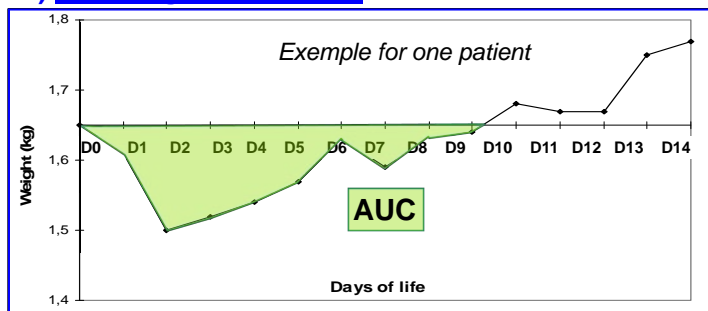 1,8
Exemple for one patient
1,7
1,6
1,5
1,4
Weight (kg)
D0 D1 D2 D3 D4 D5 D6 D7 D8 D9 D10 D11 D12 D13 D14
AUC
Days of life